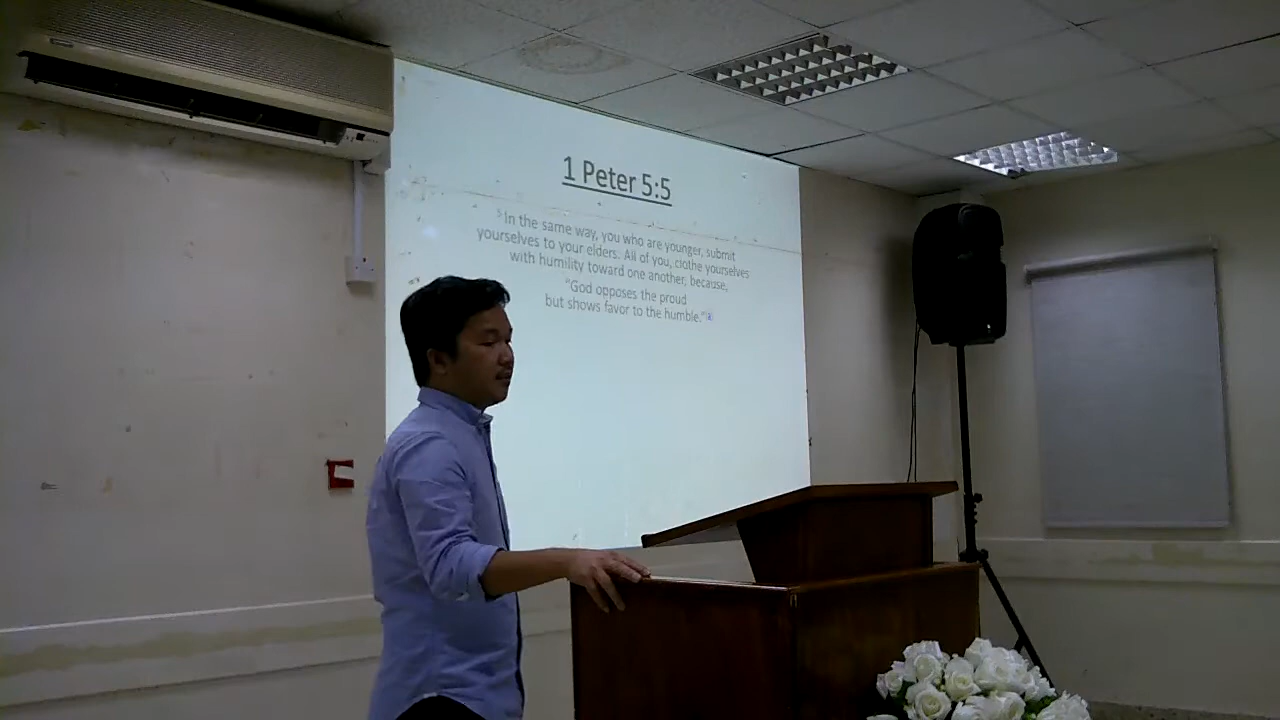 1 Peter 5:5
5 In the same way, you who are younger, submit
yourselves to your elders. All of you, clothe yourselves
with humility toward one another, because,
"God opposes the proud
but shows favor to the humble."